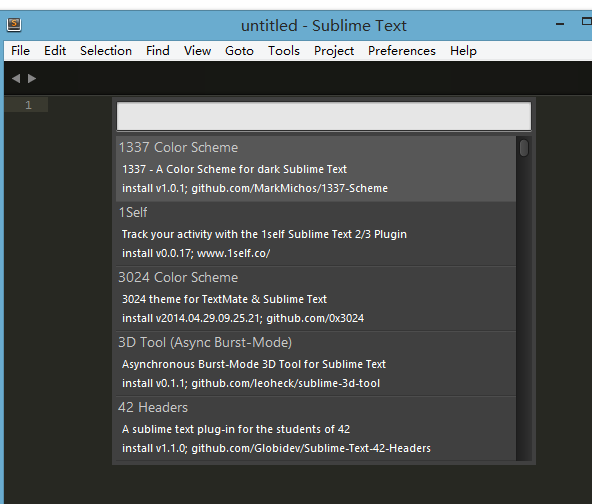 untitled - Sublime Text
File Edit Selection Find View Goto Tools Project Preferences Help
1
1337 Color Scheme
1337 - A Color Scheme for dark Sublime Text
install v1.0.1; github.com/MarkMichos/1337-Scheme
1Self
Track your activity with the 1self Sublime Text 2/3 Plugin
install v0.0.17; www.1self.co/
3024 Color Scheme
3024 theme for TextMate & Sublime Text
install v2014.04.29.09.25.21; github.com/0x3024
3D Tool (Async Burst-Mode)
Asynchronous Burst-Mode 3D Tool for Sublime Text
install v0.1.1; github.com/leoheck/sublime-3d-tool
42 Headers
A sublime text plug-in for the students of 42
install v1.1.0; github.com/Globidev/Sublime-Text-42-Headers